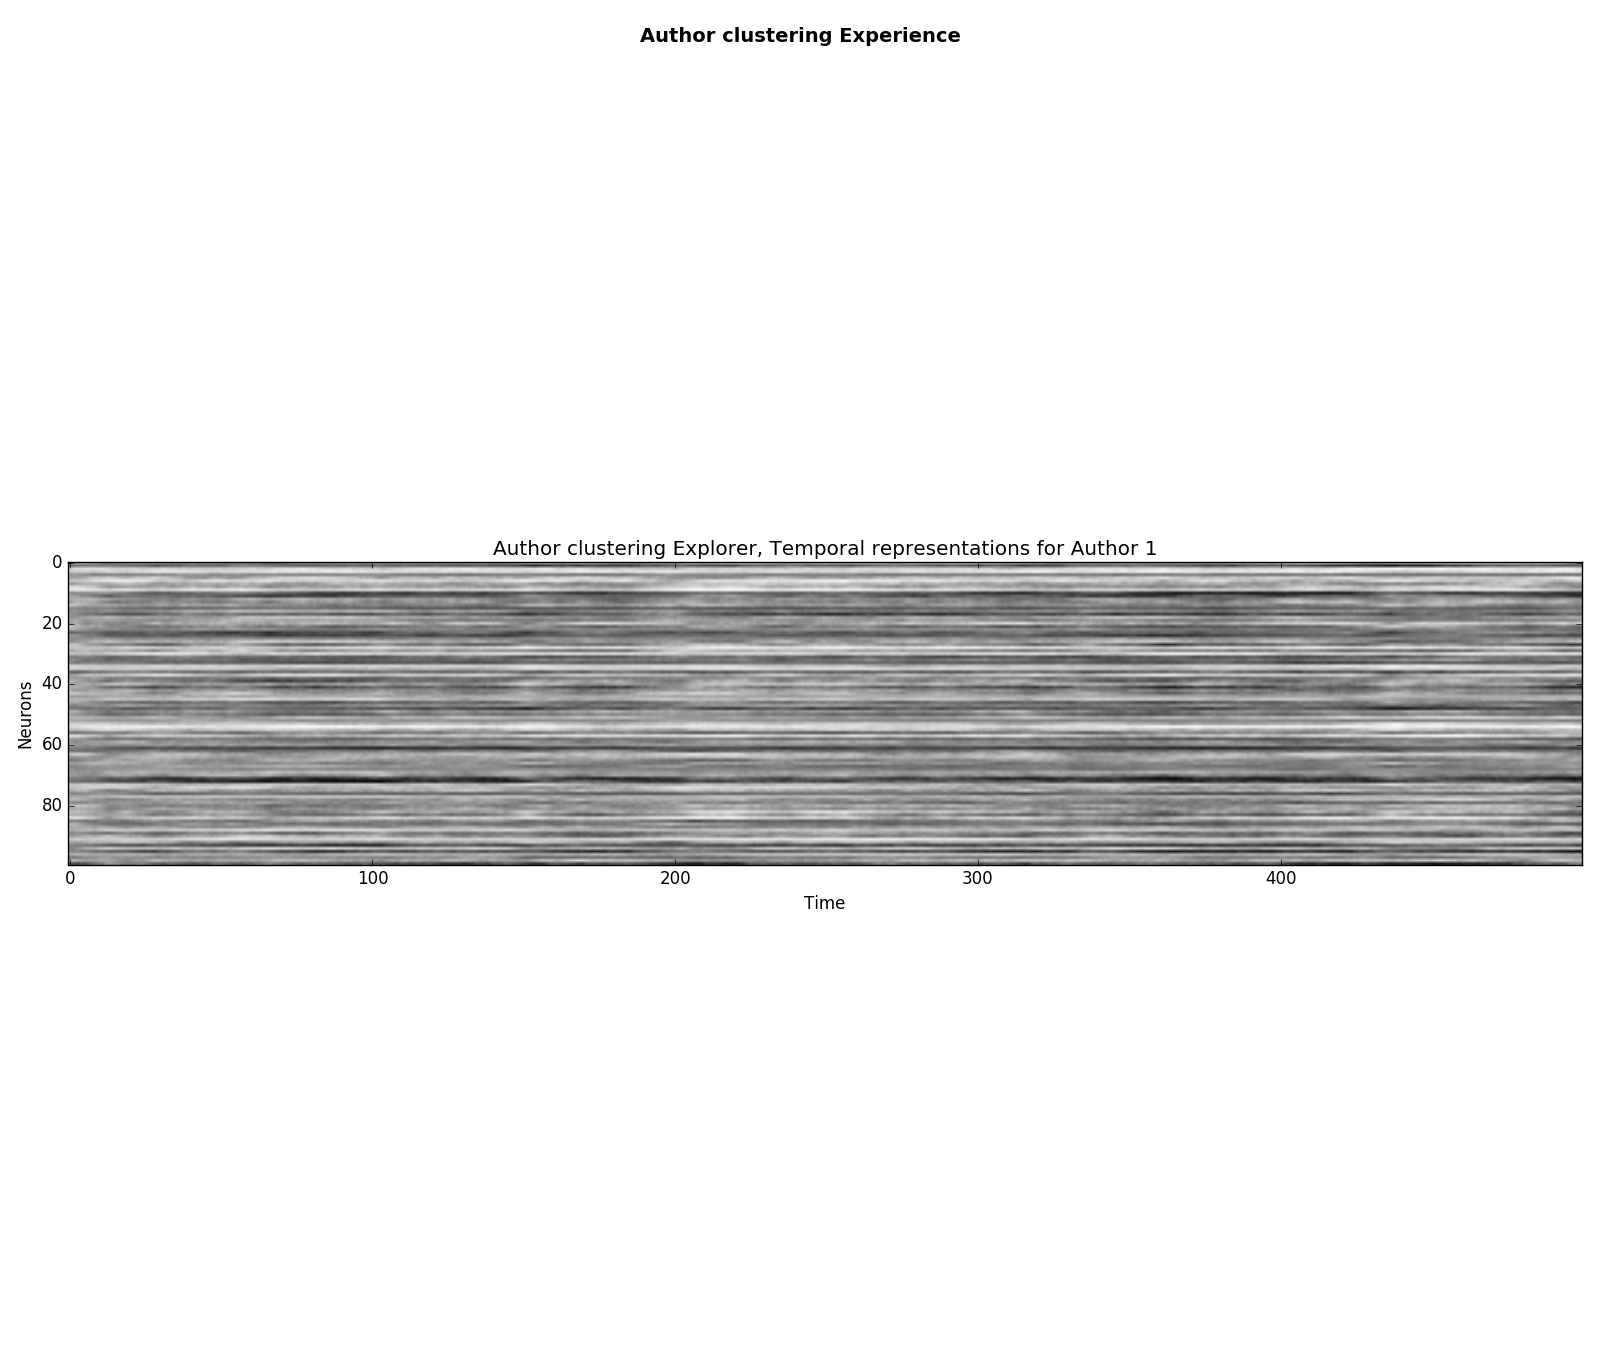 Author clustering Experience
Author clustering Explorer, Temporal representations for Author 1
0
20
40
60
80
Neurons
0 100 200 300 400
Time